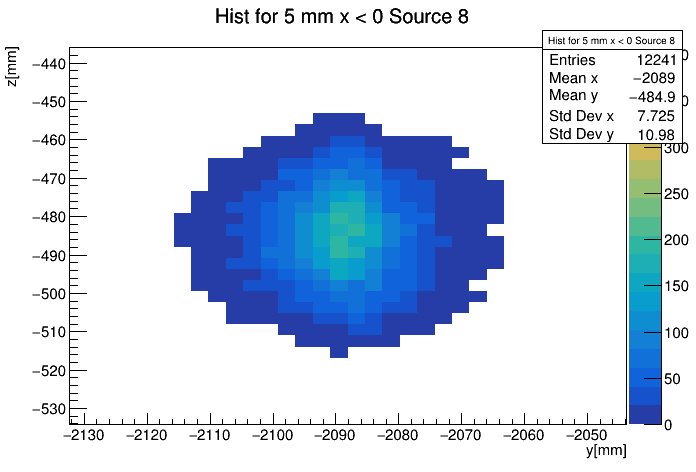 Hist for 5 mm x < 0 Source 8
z[mm]
Hist for 5 mm x < 0 Source 8
Entries 12241
Mean x −2089
Mean y −484.9
Std Dev x 7.725
Std Dev y 10.98
−440
−450
−460
−470
−480
−490
−500
−510
−520
−530
300
250
200
150
100
50
0
−2130
−2120
−2110
−2100
−2090
−2080
−2070
−2060
−2050
y[mm]